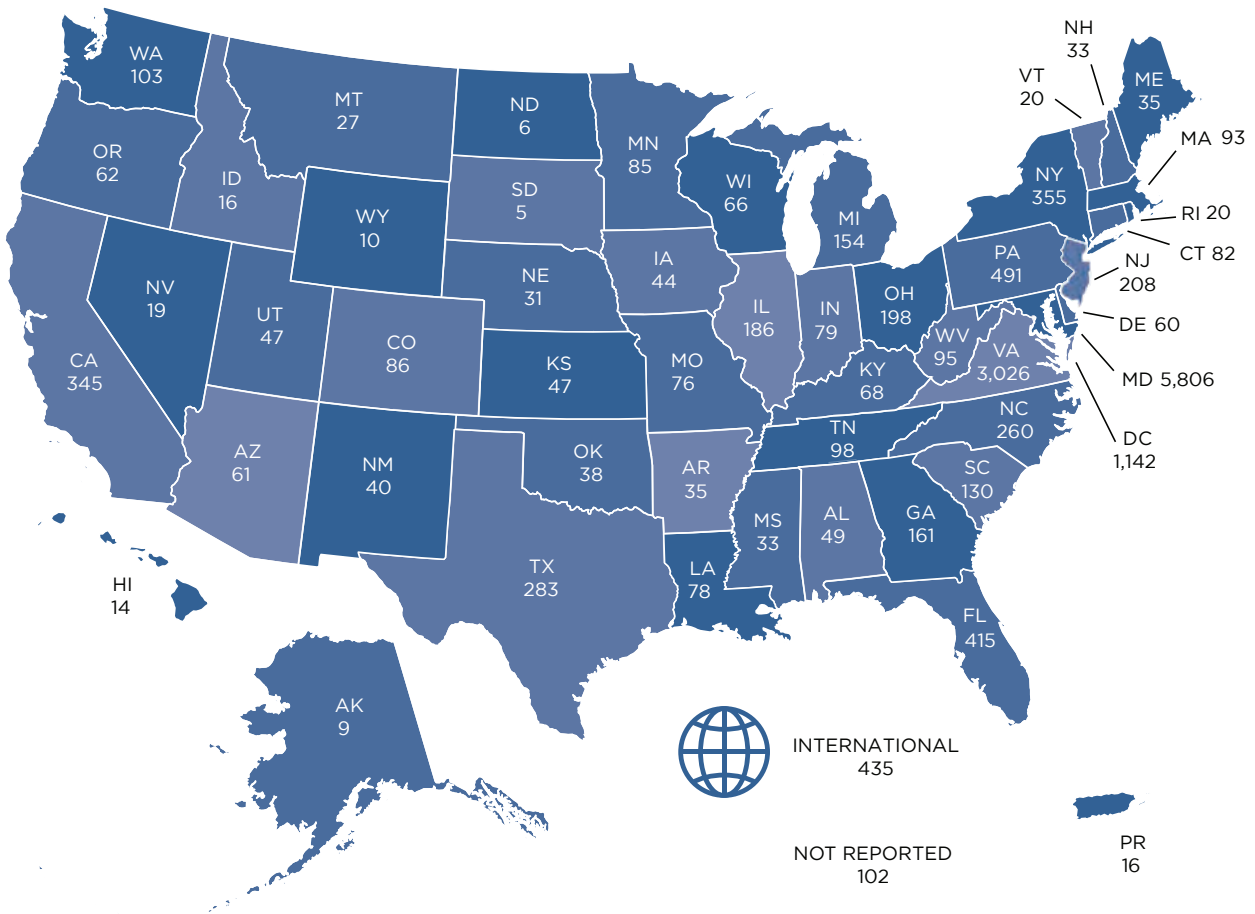 WA
103
OR
62
CA
345
NV
19
ID
16
MT
27
WY
10
UT
47
AZ
61
CO
86
NM
40
ND
6
SD
5
NE
31
KS
47
OK
38
TX
283
MN
85
IA
44
MO
76
AR
35
LA
78
WI
66
IL
186
MI
154
IN
79
OH
198
KY
68
TN
98
MS
33
AL
49
GA
161
FL
415
SC
130
NC
260
VA
3,026
WV
95
PA
491
NY
355
VT
20
NH
33
ME
35
MA 93
RI 20
CT 82
NJ
208
DE 60
MD 5,806
DC
1,142
HI
14
AK
9
INTERNATIONAL
435
NOT REPORTED
102
PR
16